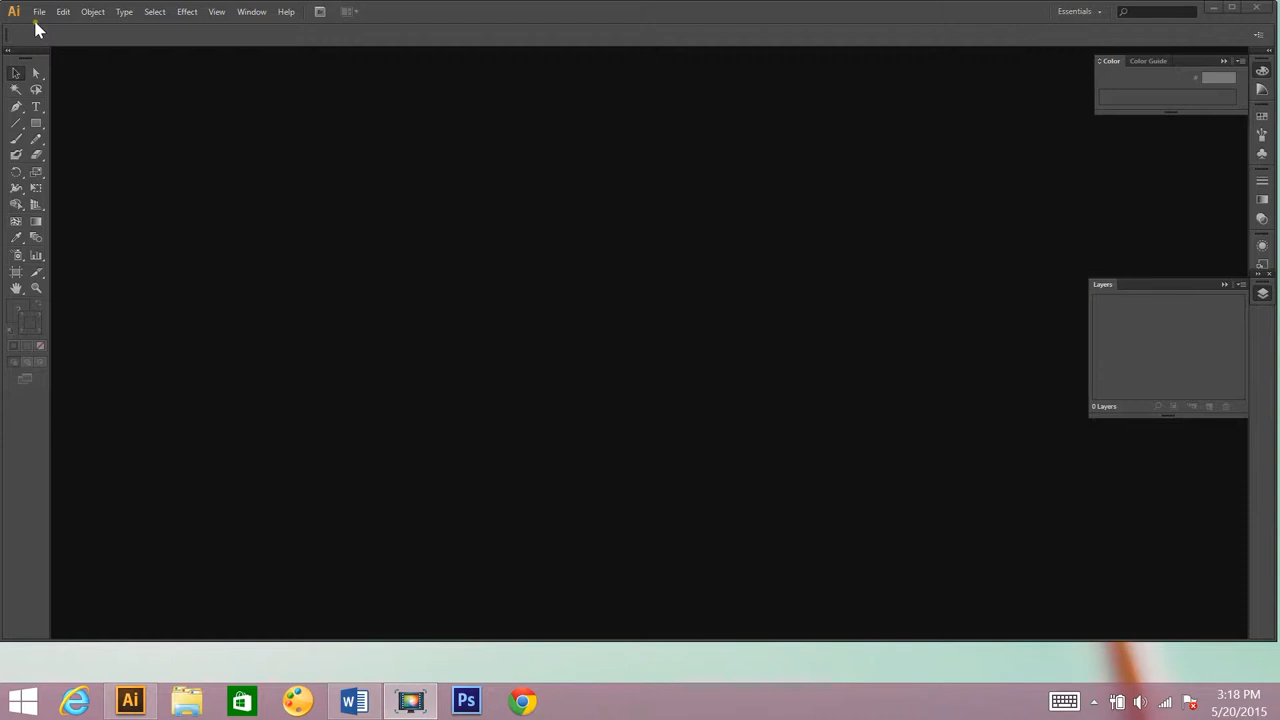 Ai File Edit Object Type Select Effect View Window Help Essentials
Color Color Guide
#
Layers
0 Layers
Ai Ps
3:18 PM
5/20/2015